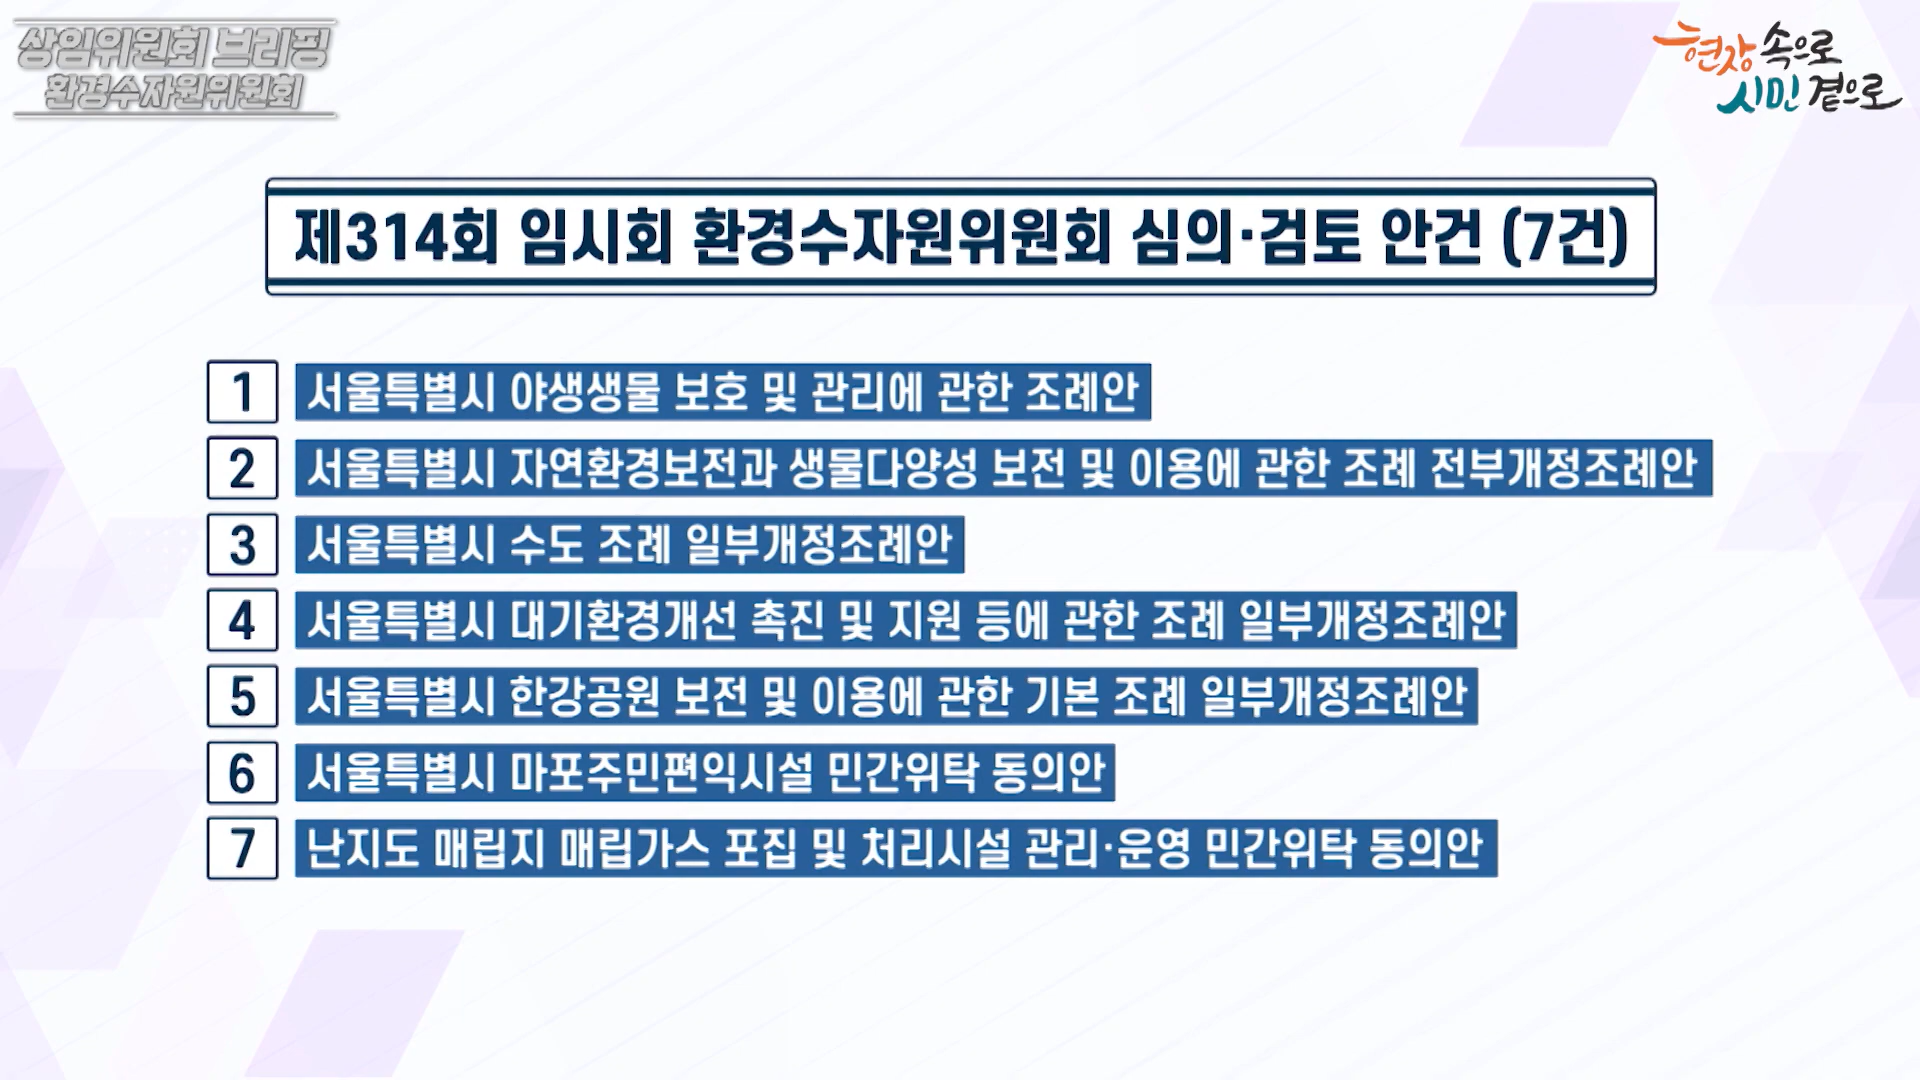 상임위원회 브리핑
환경수자원위원회
현장 속으로
시민 곁으로
제314회 임시회 환경수자원위원회 심의·검토 안건 (7건)
1 서울특별시 야생생물 보호 및 관리에 관한 조례안
2 서울특별시 자연환경보전과 생물다양성 보전 및 이용에 관한 조례 전부개정조례안
3 서울특별시 수도 조례 일부개정조례안
4 서울특별시 대기환경개선 촉진 및 지원 등에 관한 조례 일부개정조례안
5 서울특별시 한강공원 보전 및 이용에 관한 기본 조례 일부개정조례안
6 서울특별시 마포주민편익시설 민간위탁 동의안
7 난지도 매립지 매립가스 포집 및 처리시설 관리·운영 민간위탁 동의안